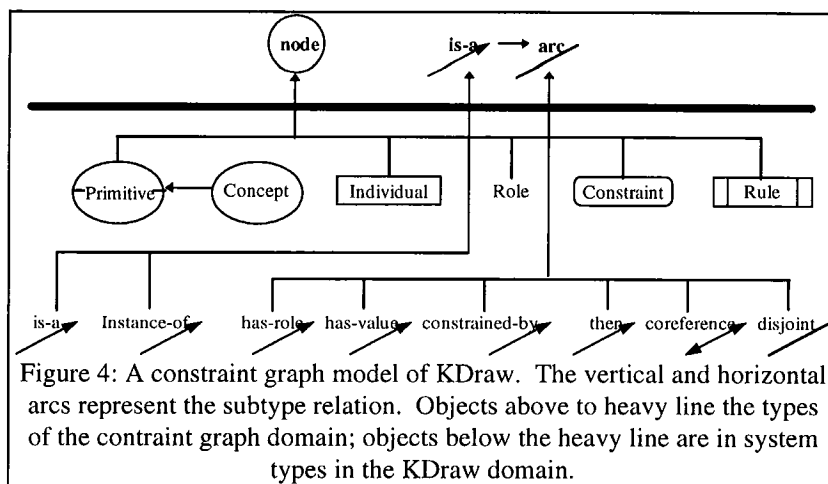 node is-a arc
Primitive Concept Individual Role Constraint Rule
is-a Instance-of has-role has-value constrained-by then coreference disjoint
Figure 4: A constraint graph model of KDraw. The vertical and horizontal
arcs represent the subtype relation. Objects above to heavy line the types
of the contraint graph domain; objects below the heavy line are in system
types in the KDraw domain.